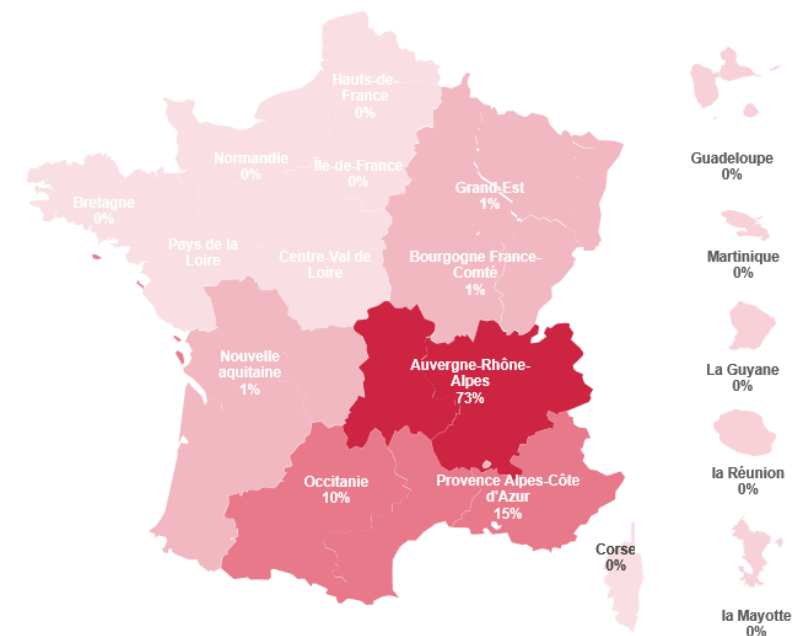 Hauts-de-
France
0%
Normandie
0%
Île-de-France
0%
Bretagne
0%
Pays de la
Loire
Centre-Val de
Loire
Grand-Est
1%
Bourgogne France-
Comté
1%
Nouvelle
aquitaine
1%
Auvergne-Rhône-
Alpes
73%
Occitanie
10%
Provence Alpes-Côte
d'Azur
15%
Corse
0%
Guadeloupe
0%
Martinique
0%
La Guyane
0%
la Réunion
0%
la Mayotte
0%